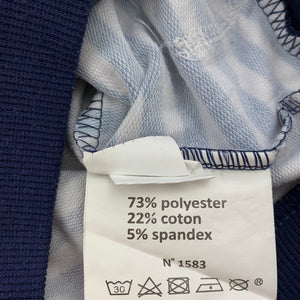 73% polyester
22% coton
5% spandex
N° 1583
30